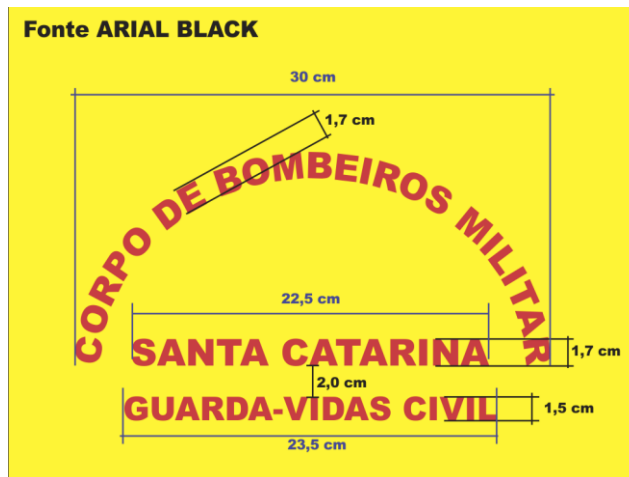 Fonte ARIAL BLACK
30 cm
1,7 cm
CORPO DE BOMBEIROS MILITAR
22,5 cm
SANTA CATARINA
1,7 cm
2,0 cm
GUARDA-VIDAS CIVIL
1,5 cm
23,5 cm